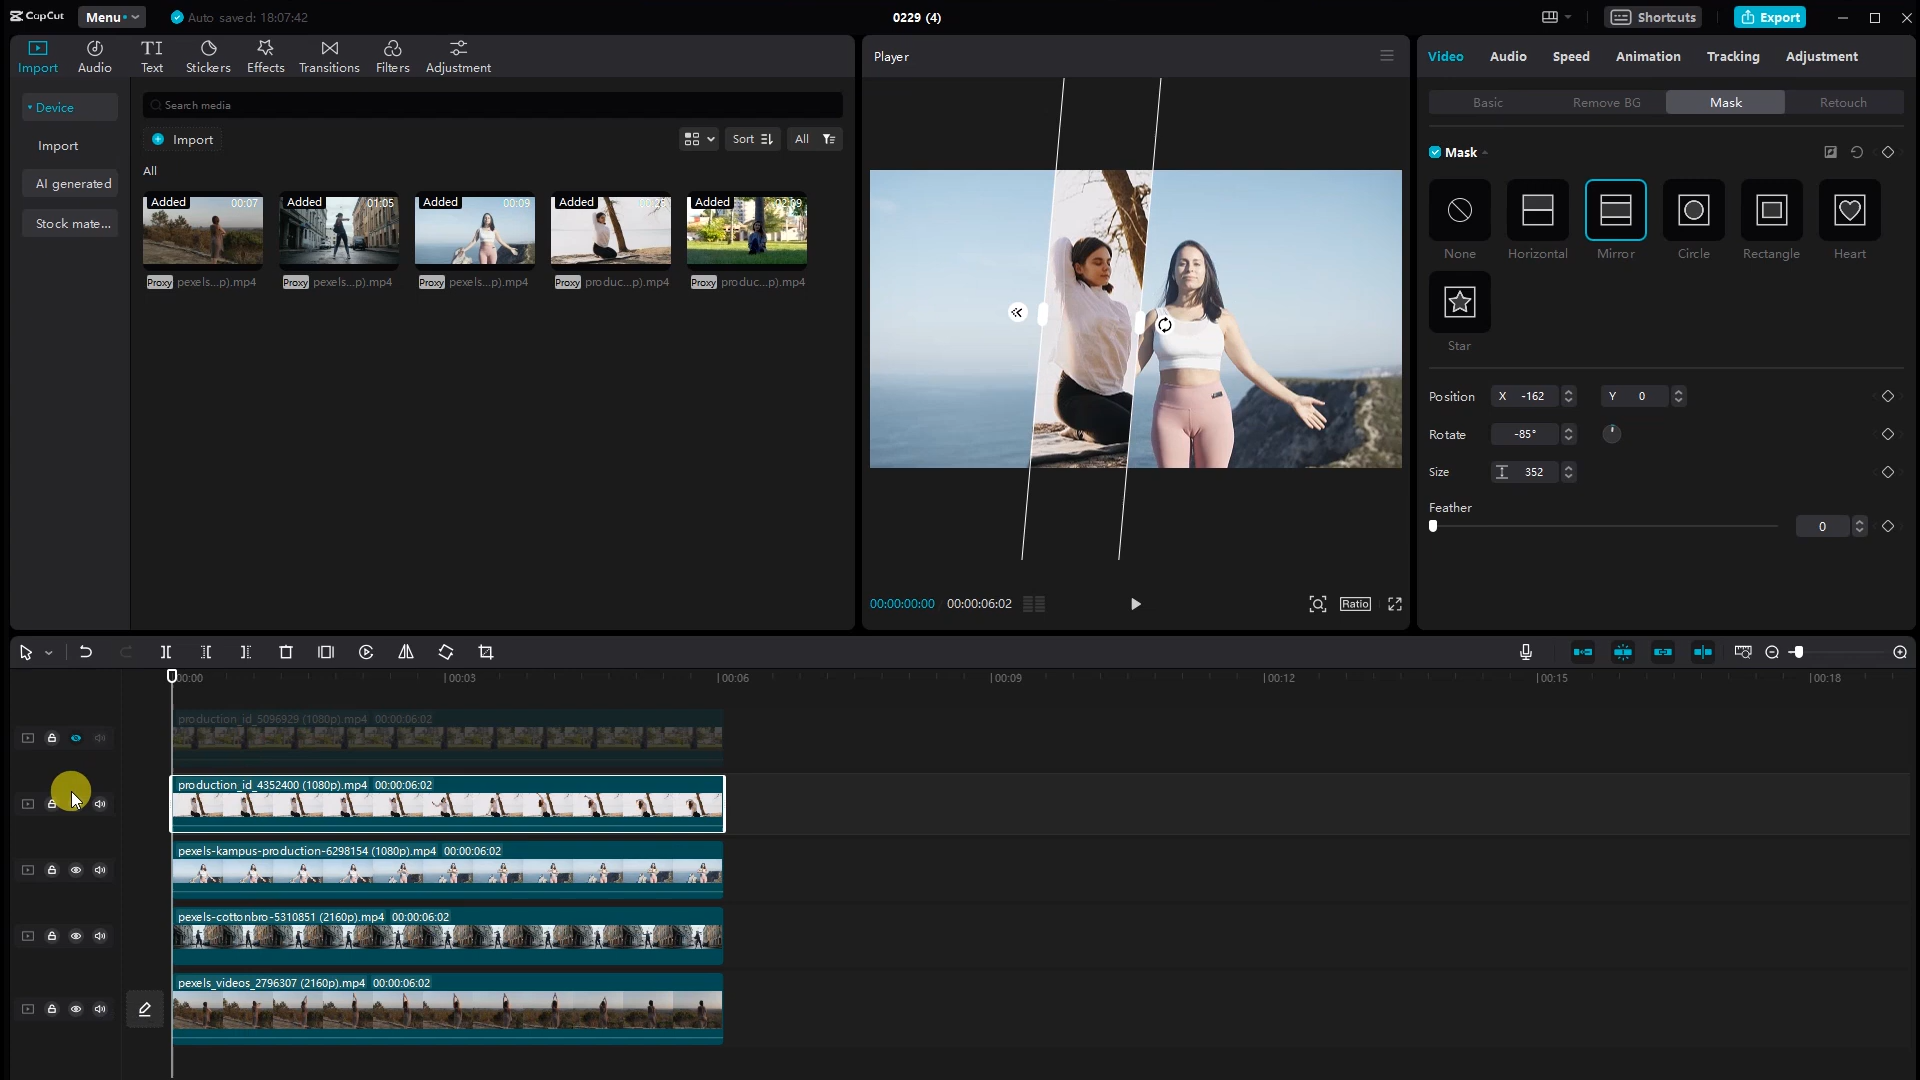 CapCut
Menu
Auto saved: 18:07:42
0229 (4)
Shortcuts
Export
Import
Audio
Text
Stickers
Effects
Transitions
Filters
Adjustment
Player
Video
Audio
Speed
Animation
Tracking
Adjustment
Device
Import
AI generated
Stock mate...
Search media
Import
Sort
All
All
Added 00:07
Added 01:05
Added 00:09
Added
Added
Proxy pexels...p).mp4
Proxy pexels...p).mp4
Proxy pexels...p).mp4
Proxy produc...p).mp4
Proxy produc...p).mp4
Basic
Remove BG
Mask
Retouch
Mask
None
Horizontal
Mirror
Circle
Rectangle
Heart
Star
Position X -162 Y 0
Rotate -85°
Size 352
Feather
0
00:00:00:00 00:00:06:02
Ratio
00:00 00:03 00:06 00:09 00:12 00:15 00:18
production_id_5096929 (1080p).mp4 00:00:06:02
production_id_4352400 (1080p).mp4 00:00:06:02
pexels-kampus-production-6298154 (1080p).mp4 00:00:06:02
pexels-cottonbro-5310851 (2160p).mp4 00:00:06:02
pexels_videos_2796307 (2160p).mp4 00:00:06:02